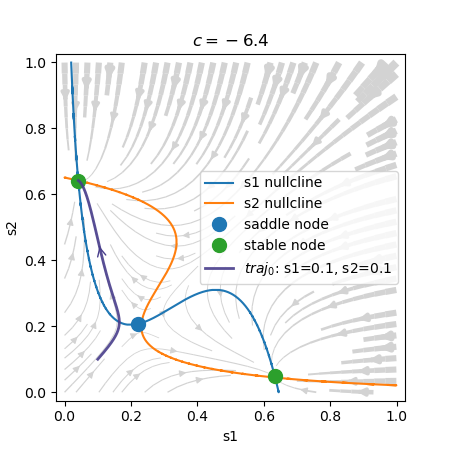 c = −6.4
1.0
0.8
0.6
0.4
0.2
0.0
s2
s1 nullcline
s2 nullcline
saddle node
stable node
traj₀: s1=0.1, s2=0.1
0.0 0.2 0.4 0.6 0.8 1.0
s1